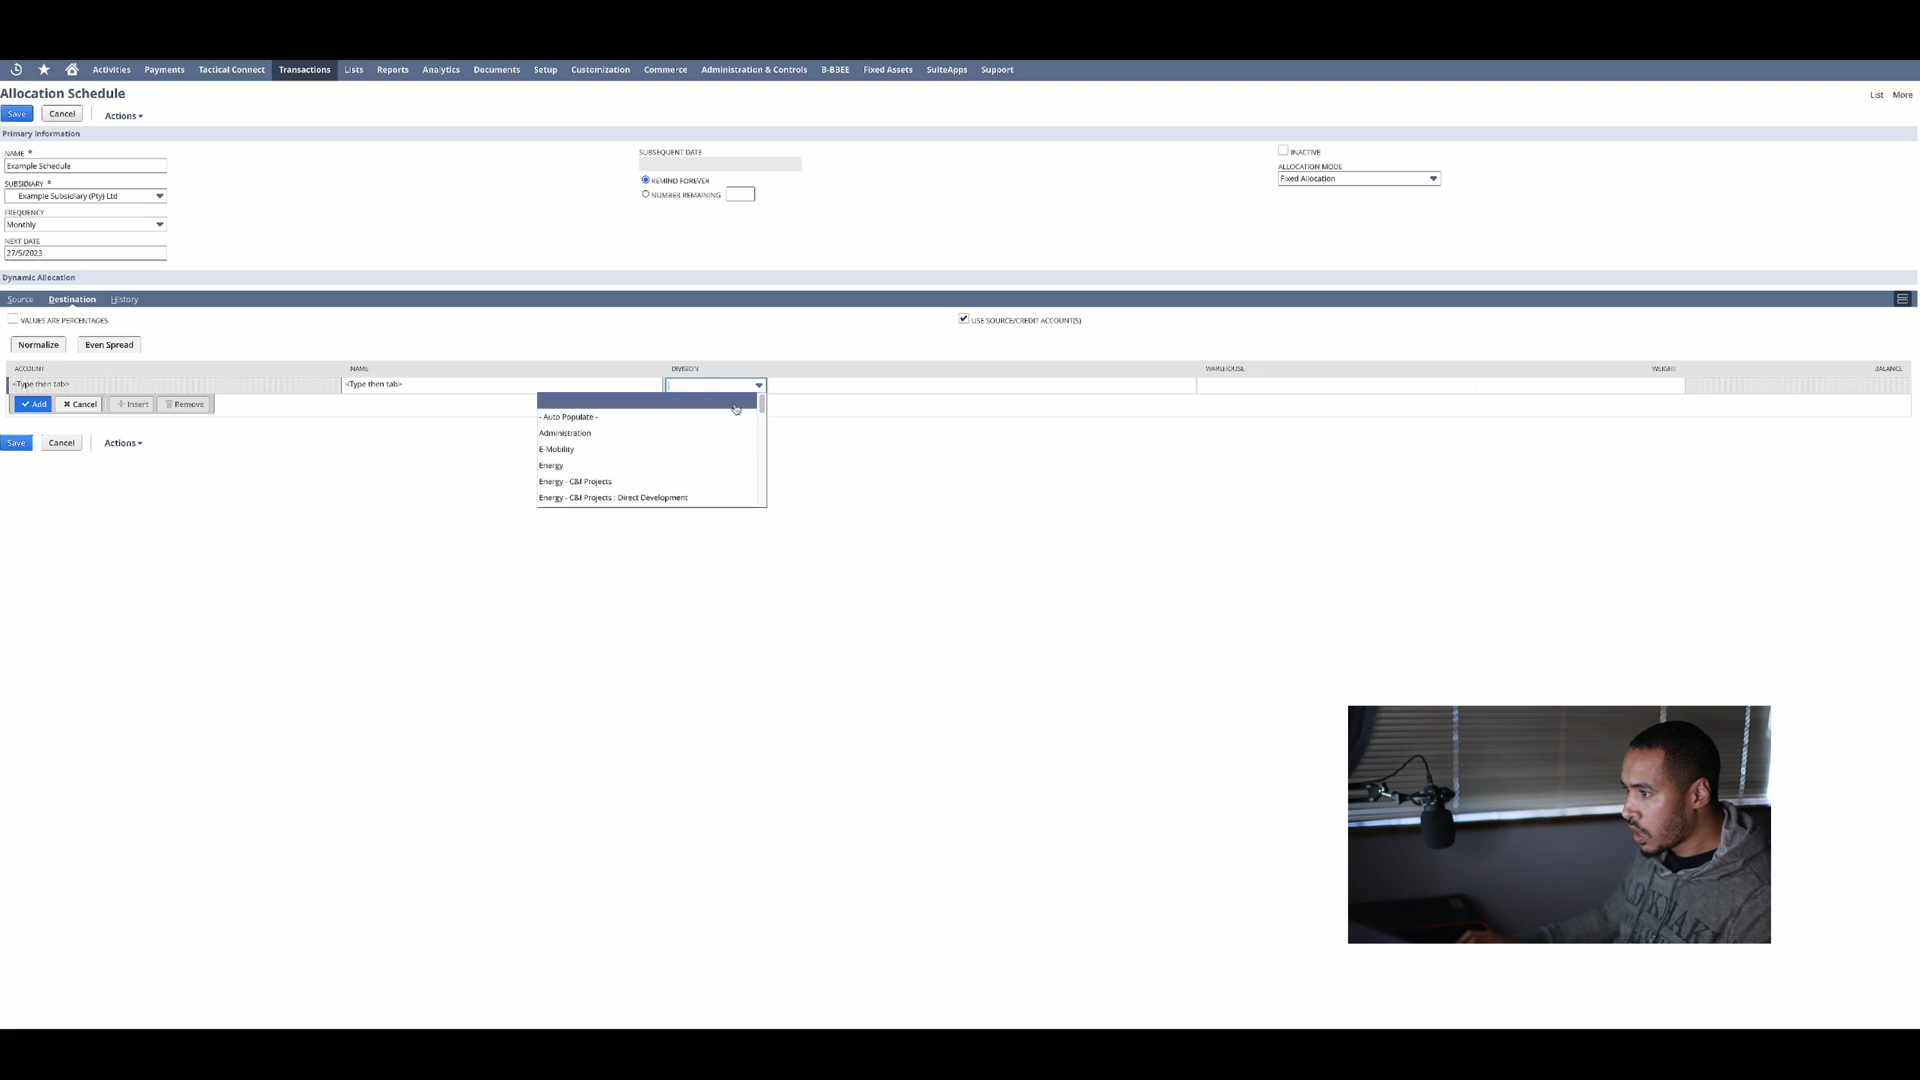 Activities Payments Tactical Connect Transactions Lists Reports Analytics Documents Setup Customization Commerce Administration & Controls B-BBEE Fixed Assets SuiteApps Support
Allocation Schedule
List More
Save Cancel Actions
Primary Information
NAME *
Example Schedule
SUBSIDIARY *
Example Subsidiary (Pty) Ltd
FREQUENCY
Monthly
NEXT DATE
27/5/2023
SUBSEQUENT DATE
REMIND FOREVER
NUMBER REMAINING
INACTIVE
ALLOCATION MODE
Fixed Allocation
Dynamic Allocation
Source Destination History
VALUES ARE PERCENTAGES
USE SOURCE/CREDIT ACCOUNT(S)
Normalize Even Spread
ACCOUNT NAME DIVISION WAREHOUSE WEIGHT BALANCE
<Type then tab> <Type then tab>
Add Cancel Insert Remove
- Auto Populate -
Administration
E-Mobility
Energy
Energy - C&I Projects
Energy - C&I Projects : Direct Development
Save Cancel Actions